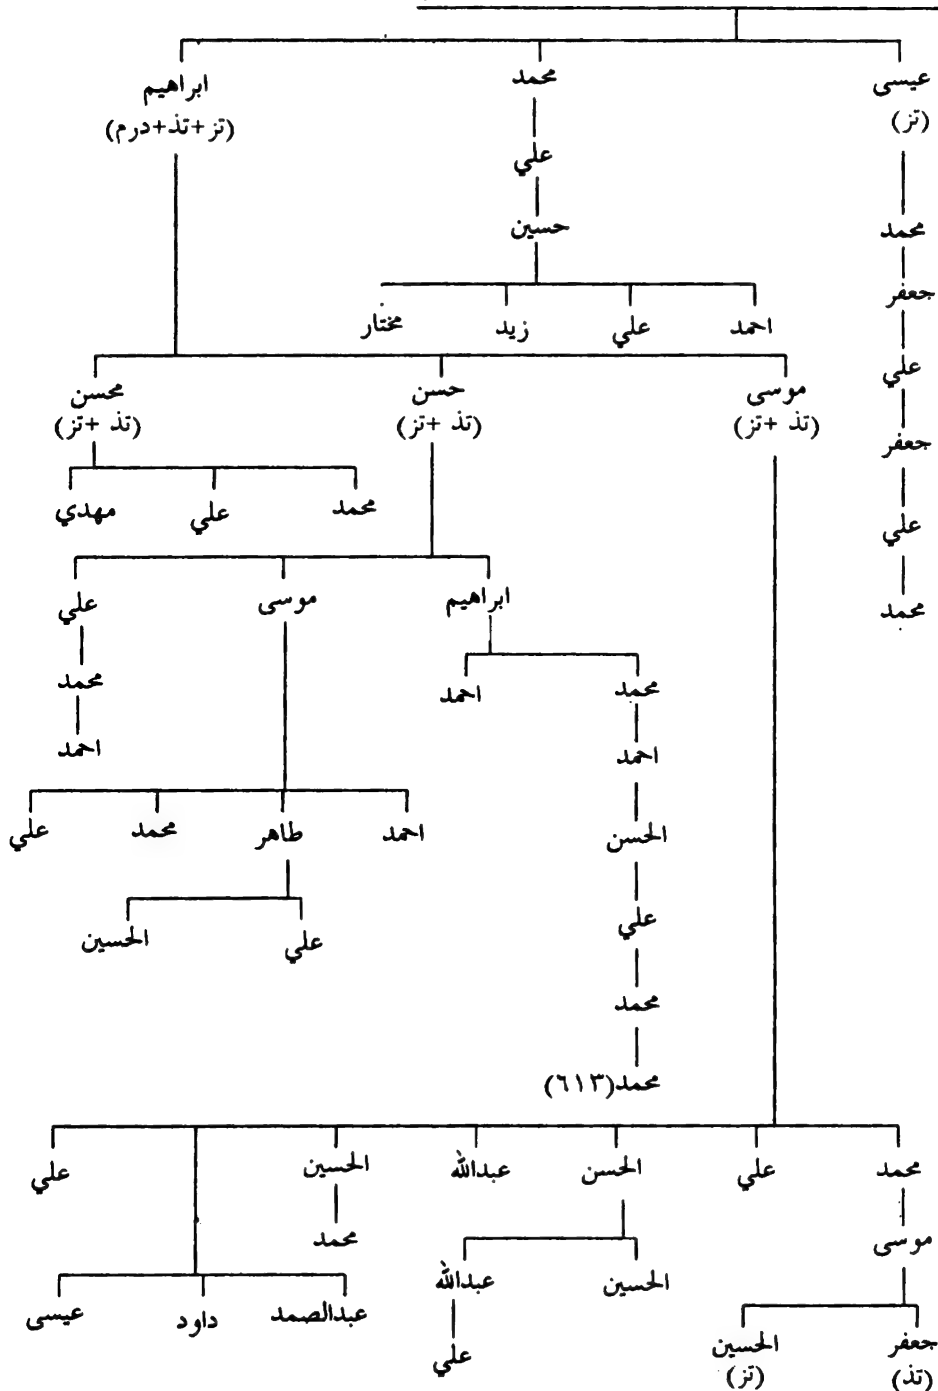 عيسى محمد ابراهيم
(تز) (تز+تذ+درم)
علي
محمد حسين
جعفر
احمد علي زيد مختار
علي
موسى حسن محسن
(تذ +تز) (تذ +تز) (تذ +تز)
جعفر
محمد علي مهدي
علي
ابراهيم موسى علي
محمد
محمد احمد محمد
احمد احمد
احمد طاهر محمد علي
الحسن
علي
علي الحسين
محمد
محمد(٦١٣)
محمد علي الحسن عبدالله الحسين علي
موسى محمد
الحسين عبدالله
عبدالصمد داود عيسى
جعفر الحسين علي
(تذ) (تز)